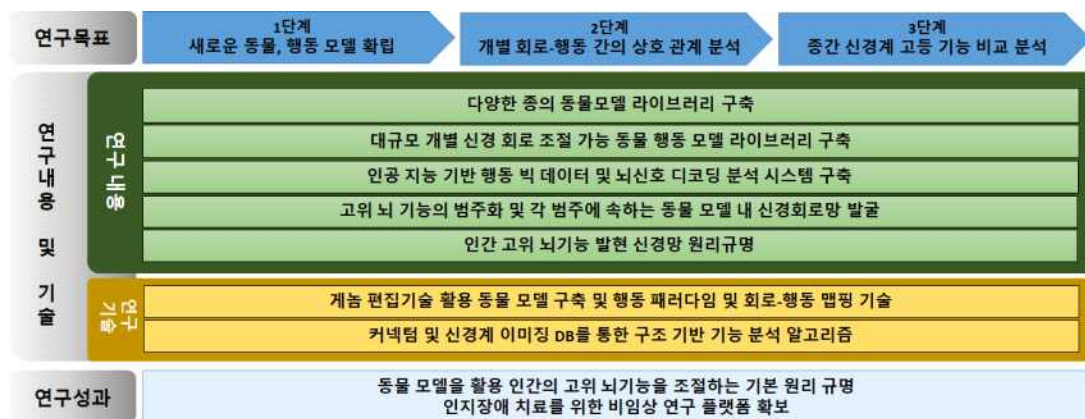 연구목표
1단계
새로운 동물, 행동 모델 확립
2단계
개별 회로-행동 간의 상호 관계 분석
3단계
종간 신경계 고등 기능 비교 분석
연구내용 및 기술
연구 내용
다양한 종의 동물모델 라이브러리 구축
대규모 개별 신경 회로 조절 가능 동물 행동 모델 라이브러리 구축
인공 지능 기반 행동 빅 데이터 및 뇌신호 디코딩 분석 시스템 구축
고위 뇌 기능의 범주화 및 각 범주에 속하는 동물 모델 내 신경회로망 발굴
인간 고위 뇌기능 발현 신경망 원리규명
연구
기술
게놈 편집기술 활용 동물 모델 구축 및 행동 패러다임 및 회로-행동 맵핑 기술
커넥텀 및 신경계 이미징 DB를 통한 구조 기반 기능 분석 알고리즘
연구성과
동물 모델을 활용 인간의 고위 뇌기능을 조절하는 기본 원리 규명
인지장애 치료를 위한 비임상 연구 플랫폼 확보